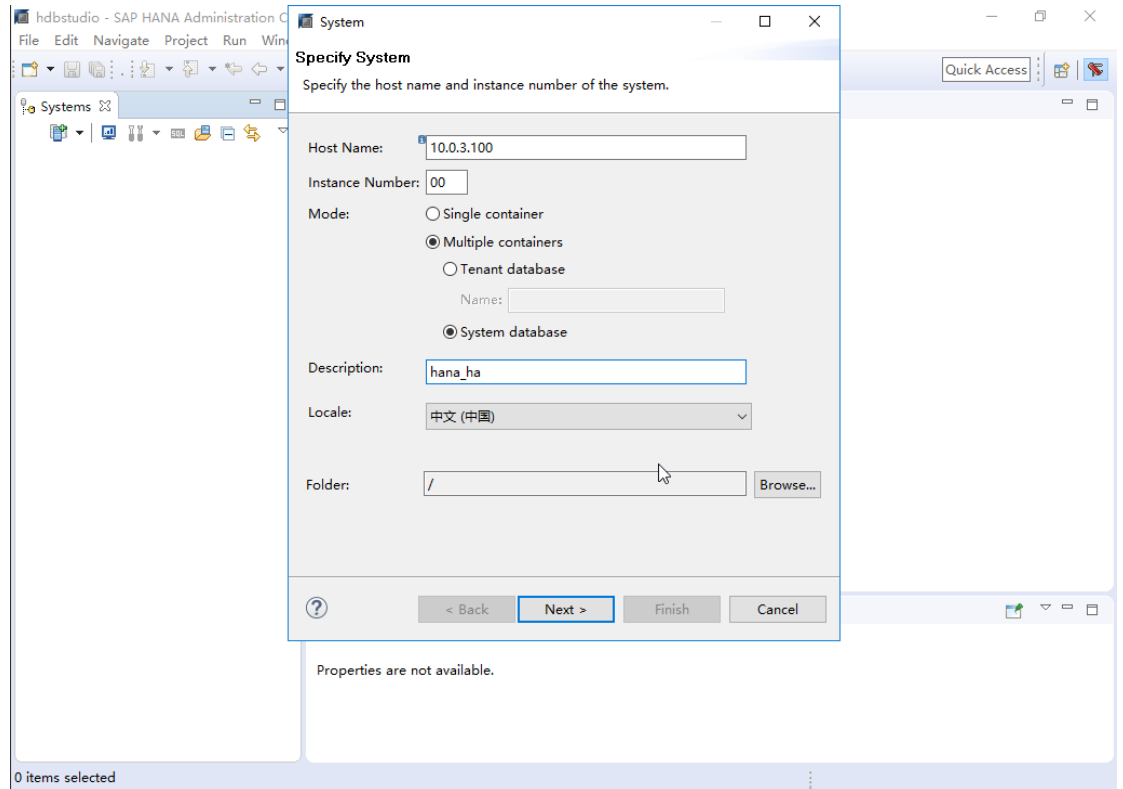 hdbstudio - SAP HANA Administration C
File Edit Navigate Project Run Win
Quick Access
Systems
System
Specify System
Specify the host name and instance number of the system.
Host Name: 10.0.3.100
Instance Number: 00
Mode: Single container
Multiple containers
Tenant database
Name:
System database
Description: hana_ha
Locale: 中文 (中国)
Folder: / Browse...
< Back Next > Finish Cancel
Properties are not available.
0 items selected